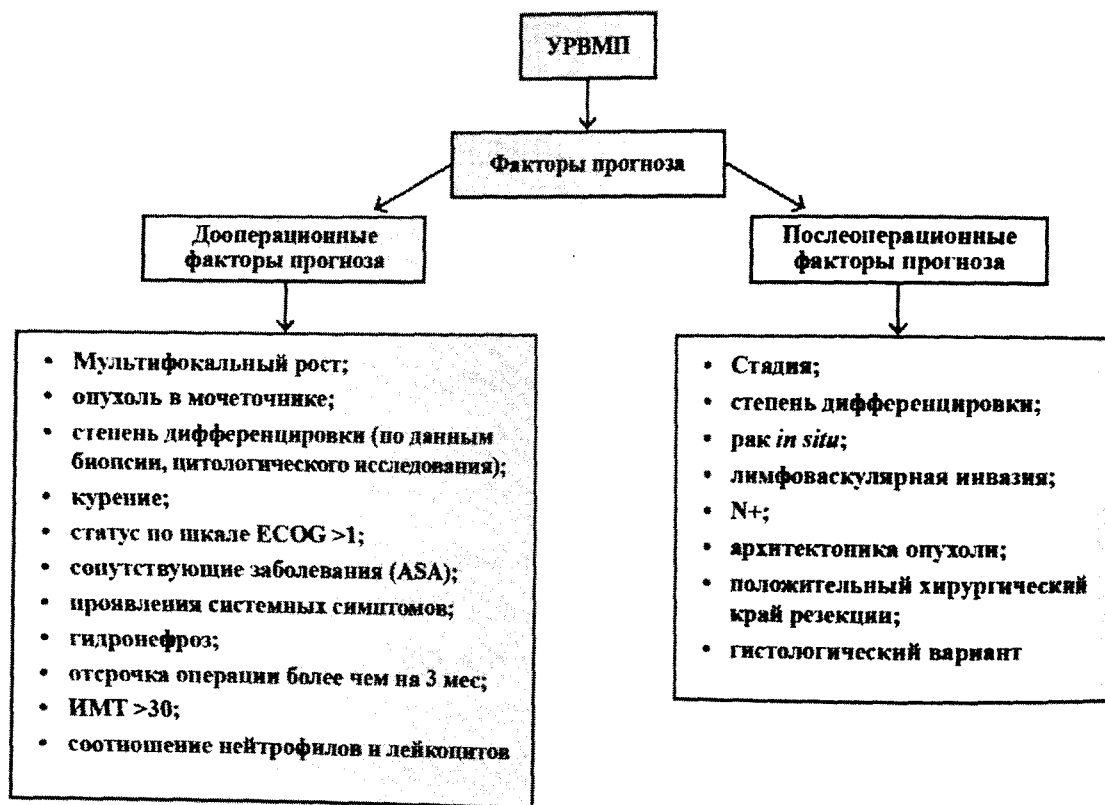 УРВМП
Факторы прогноза
Дооперационные
факторы прогноза
• Мультифокальный рост;
• опухоль в мочеточнике;
• степень дифференцировки (по данным
биопсии, цитологического исследования);
• курение;
• статус по шкале ECOG >1;
• сопутствующие заболевания (ASA);
• проявления системных симптомов;
• гидронефроз;
• отсрочка операции более чем на 3 мес;
• ИМТ >30;
• соотношение нейтрофилов и лейкоцитов
Послеоперационные
факторы прогноза
• Стадия;
• степень дифференцировки;
• рак in situ;
• лимфоваскулярная инвазия;
• N+;
• архитектоника опухоли;
• положительный хирургический
край резекции;
• гистологический вариант